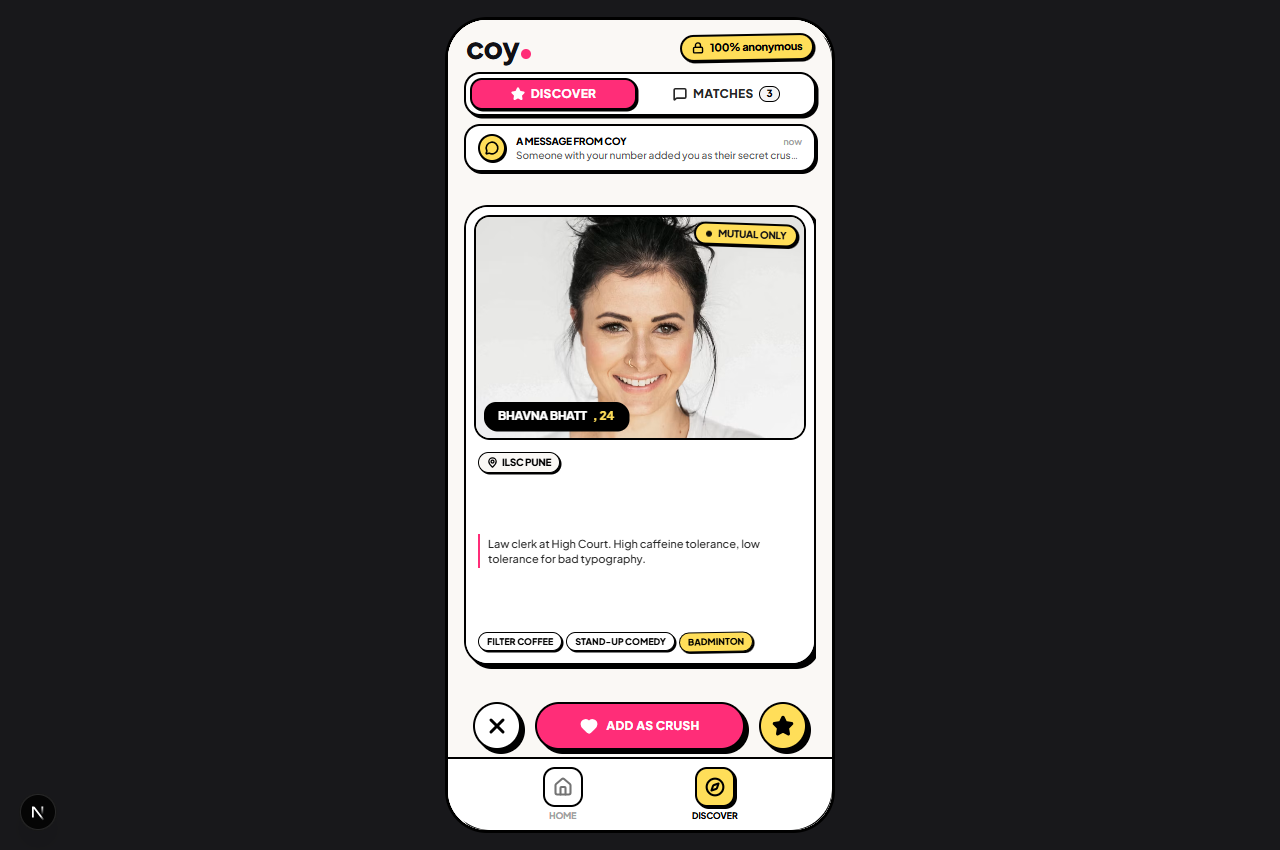 coy.
100% anonymous
DISCOVER
MATCHES 3
A MESSAGE FROM COY
now
Someone with your number added you as their secret crus...
MUTUAL ONLY
BHAVNA BHATT , 24
ILSC PUNE
Law clerk at High Court. High caffeine tolerance, low
tolerance for bad typography.
FILTER COFFEE STAND-UP COMEDY BADMINTON
ADD AS CRUSH
HOME
DISCOVER
N